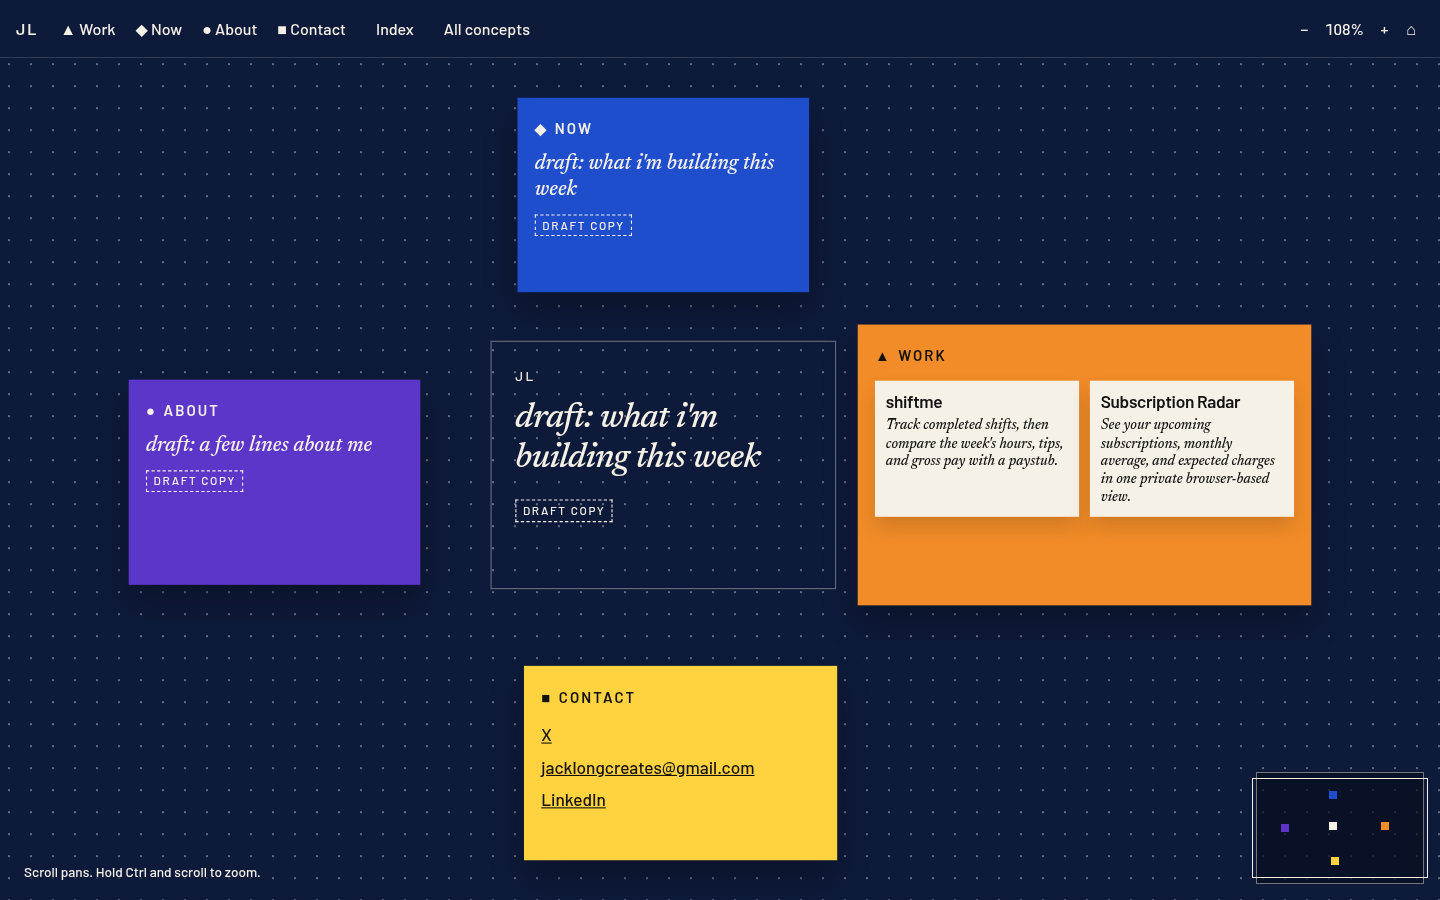 JL ▲ Work ◆ Now ● About ■ Contact Index All concepts − 108% + ⌂
◆ NOW
draft: what i'm building this
week
DRAFT COPY
● ABOUT
draft: a few lines about me
DRAFT COPY
JL
draft: what i'm
building this week
DRAFT COPY
▲ WORK
shiftme
Track completed shifts, then
compare the week's hours, tips,
and gross pay with a paystub.
Subscription Radar
See your upcoming
subscriptions, monthly
average, and expected charges
in one private browser-based
view.
■ CONTACT
X
jacklongcreates@gmail.com
LinkedIn
Scroll pans. Hold Ctrl and scroll to zoom.